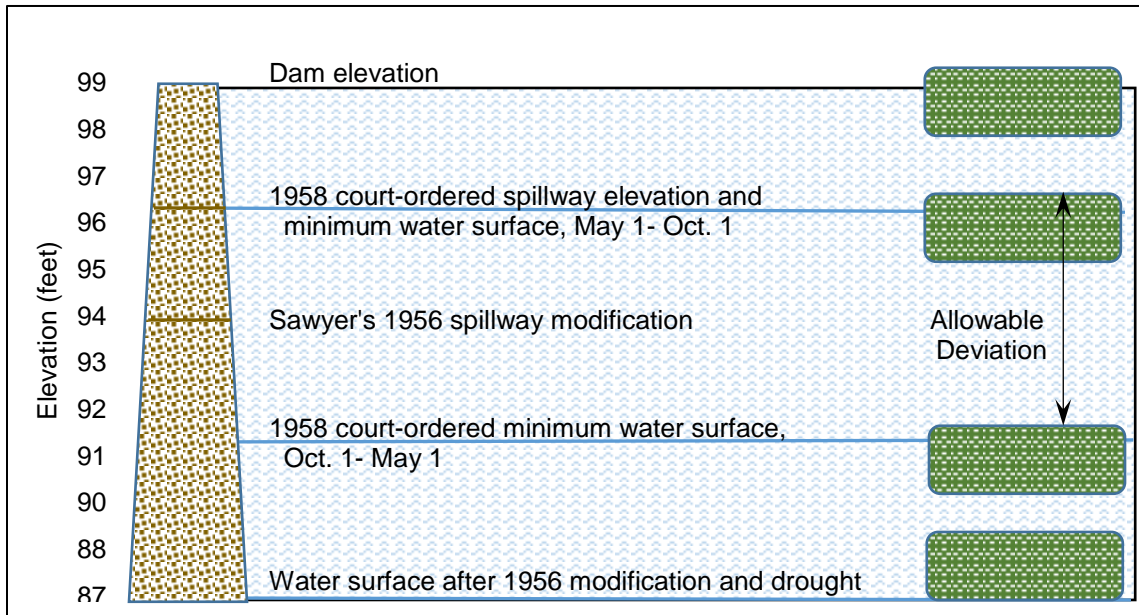 Dam elevation
99
98
97
1958 court-ordered spillway elevation and
minimum water surface, May 1- Oct. 1
96
95
94
Sawyer's 1956 spillway modification
Allowable
Deviation
93
92
1958 court-ordered minimum water surface,
Oct. 1- May 1
91
90
88
Water surface after 1956 modification and drought
87
Elevation (feet)